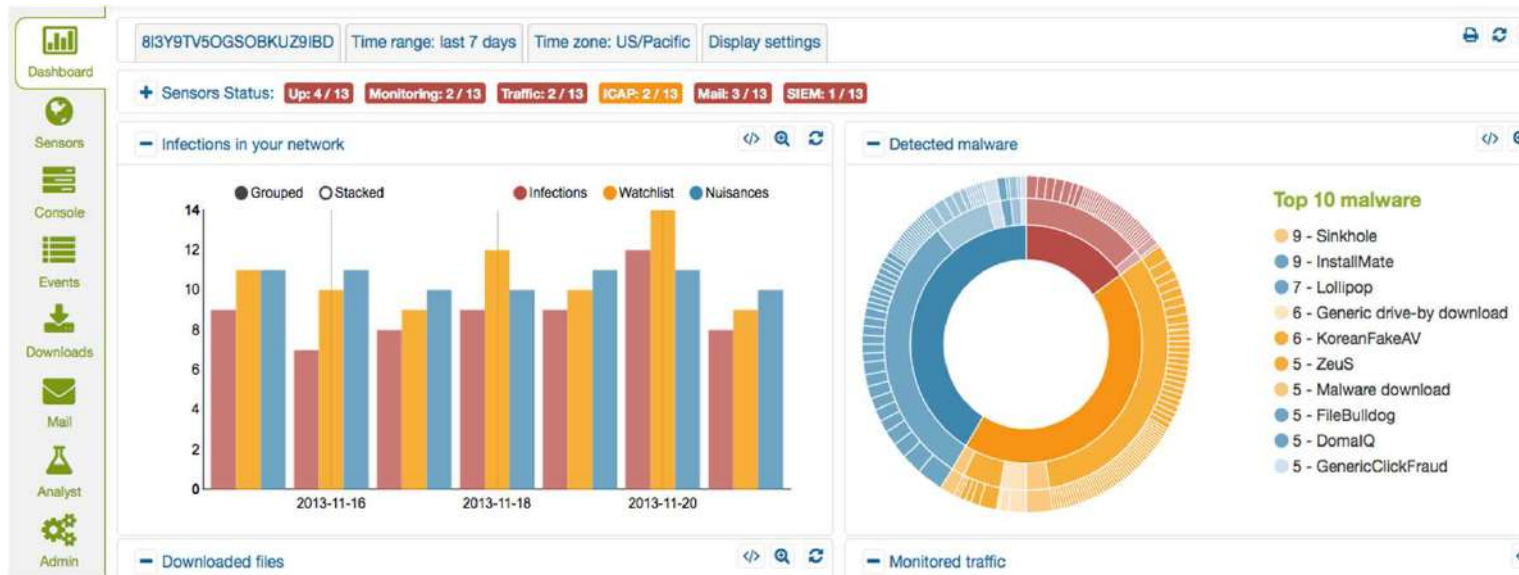 Dashboard
Sensors
Console
Events
Downloads
Mail
Analyst
Admin
8I3Y9TV5OGSOBKUZ9IBD Time range: last 7 days Time zone: US/Pacific Display settings
Sensors Status: Up: 4 / 13 Monitoring: 2 / 13 Traffic: 2 / 13 ICAP: 2 / 13 Mail: 3 / 13 SIEM: 1 / 13
Infections in your network
Grouped Stacked Infections Watchlist Nuisances
14
12
10
8
6
4
2
0
2013-11-16 2013-11-18 2013-11-20
Detected malware
Top 10 malware
9 - Sinkhole
9 - InstallMate
7 - Lollipop
6 - Generic drive-by download
6 - KoreanFakeAV
5 - ZeuS
5 - Malware download
5 - FileBulldog
5 - DomaIQ
5 - GenericClickFraud
Downloaded files
Monitored traffic